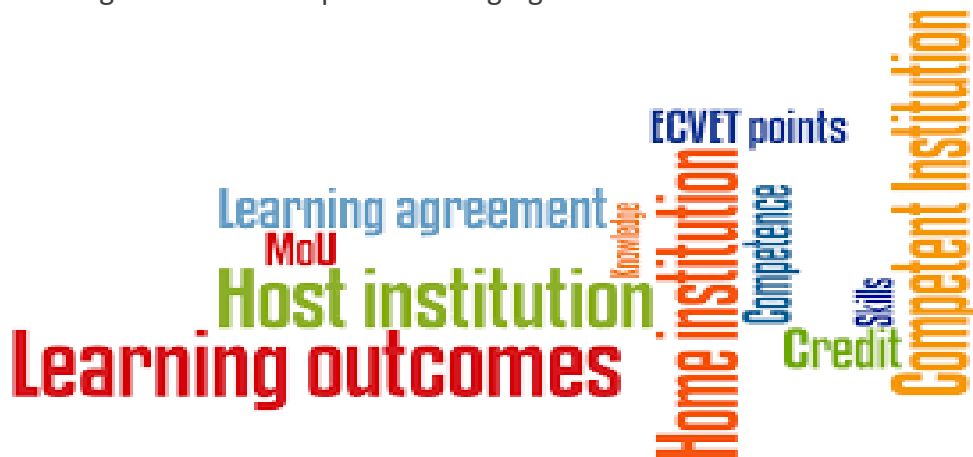 ECVET points
Learning agreement
Knowledge
MoU
Host institution
Learning outcomes
Home institution
Competence
Skills
Credit
Competent Institution